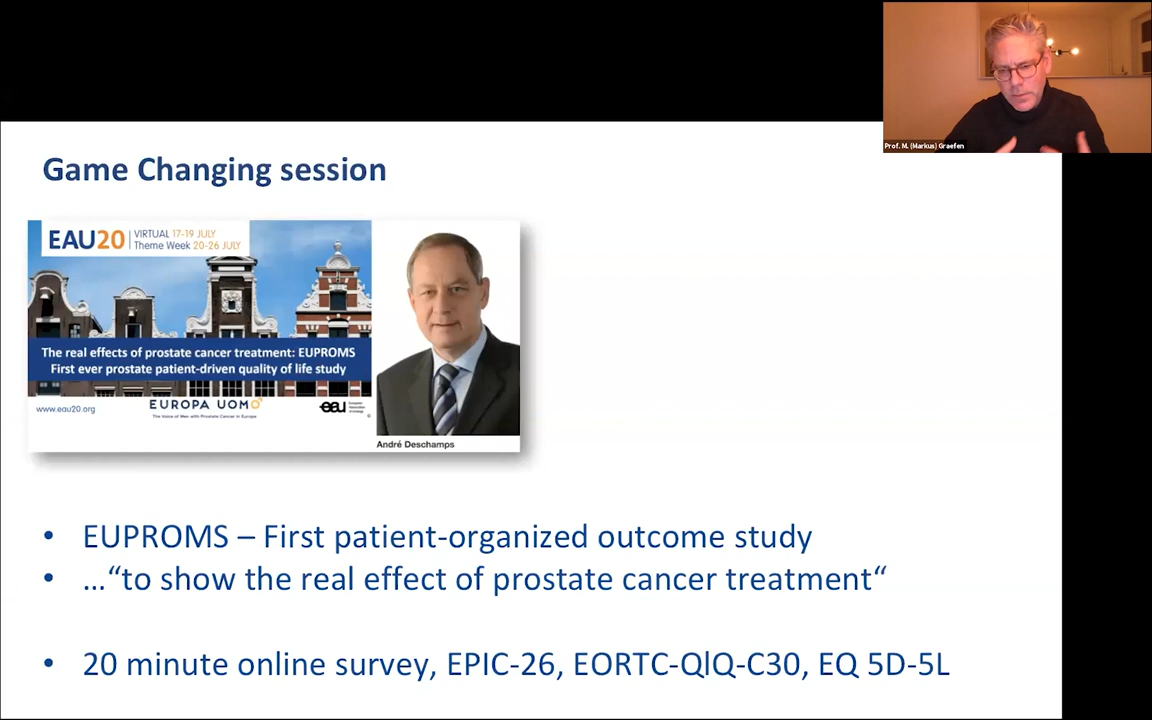 Prof. M. (Markus) Graefen
Game Changing session
EAU20
VIRTUAL 17-19 JULY
Theme Week 20-26 JULY
The real effects of prostate cancer treatment: EUPROMS
First ever prostate patient-driven quality of life study
www.eau20.org
EUROPA UOMO
The Voice of Men with Prostate Cancer in Europe
eau
André Deschamps
• EUPROMS – First patient-organized outcome study
• …“to show the real effect of prostate cancer treatment“
• 20 minute online survey, EPIC-26, EORTC-QlQ-C30, EQ 5D-5L